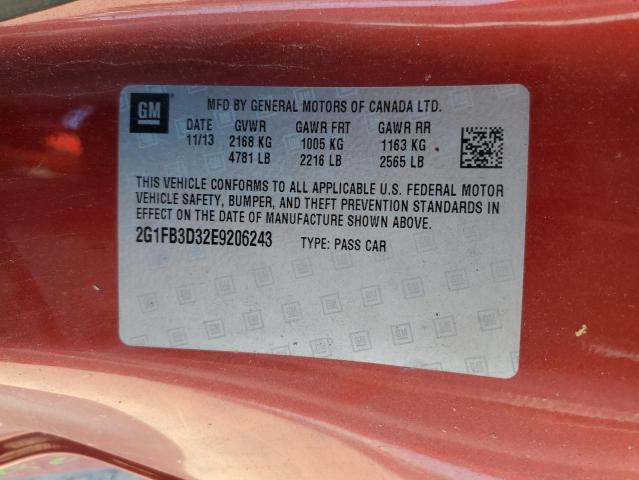 GM
MFD BY GENERAL MOTORS OF CANADA LTD.
DATE GVWR GAWR FRT GAWR RR
11/13 2168 KG 1005 KG 1163 KG
4781 LB 2216 LB 2565 LB
THIS VEHICLE CONFORMS TO ALL APPLICABLE U.S. FEDERAL MOTOR
VEHICLE SAFETY, BUMPER, AND THEFT PREVENTION STANDARDS IN
EFFECT ON THE DATE OF MANUFACTURE SHOWN ABOVE.
2G1FB3D32E9206243 TYPE: PASS CAR